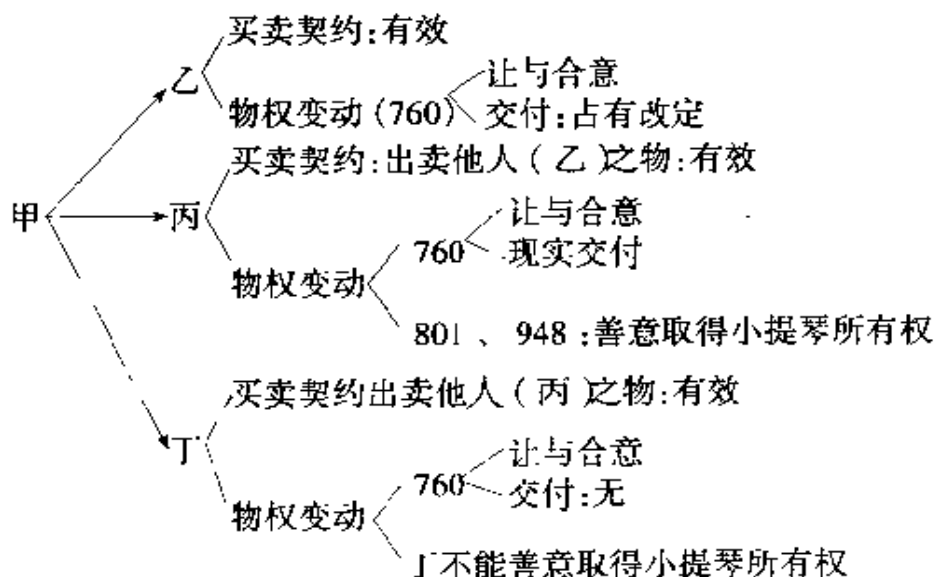 买卖契约:有效
乙
让与合意
物权变动(760)
交付:占有改定
买卖契约:出卖他人(乙)之物:有效
甲
丙
让与合意
760
现实交付
物权变动
801、948:善意取得小提琴所有权
买卖契约出卖他人(丙)之物:有效
丁
让与合意
760
交付:无
物权变动
丁不能善意取得小提琴所有权